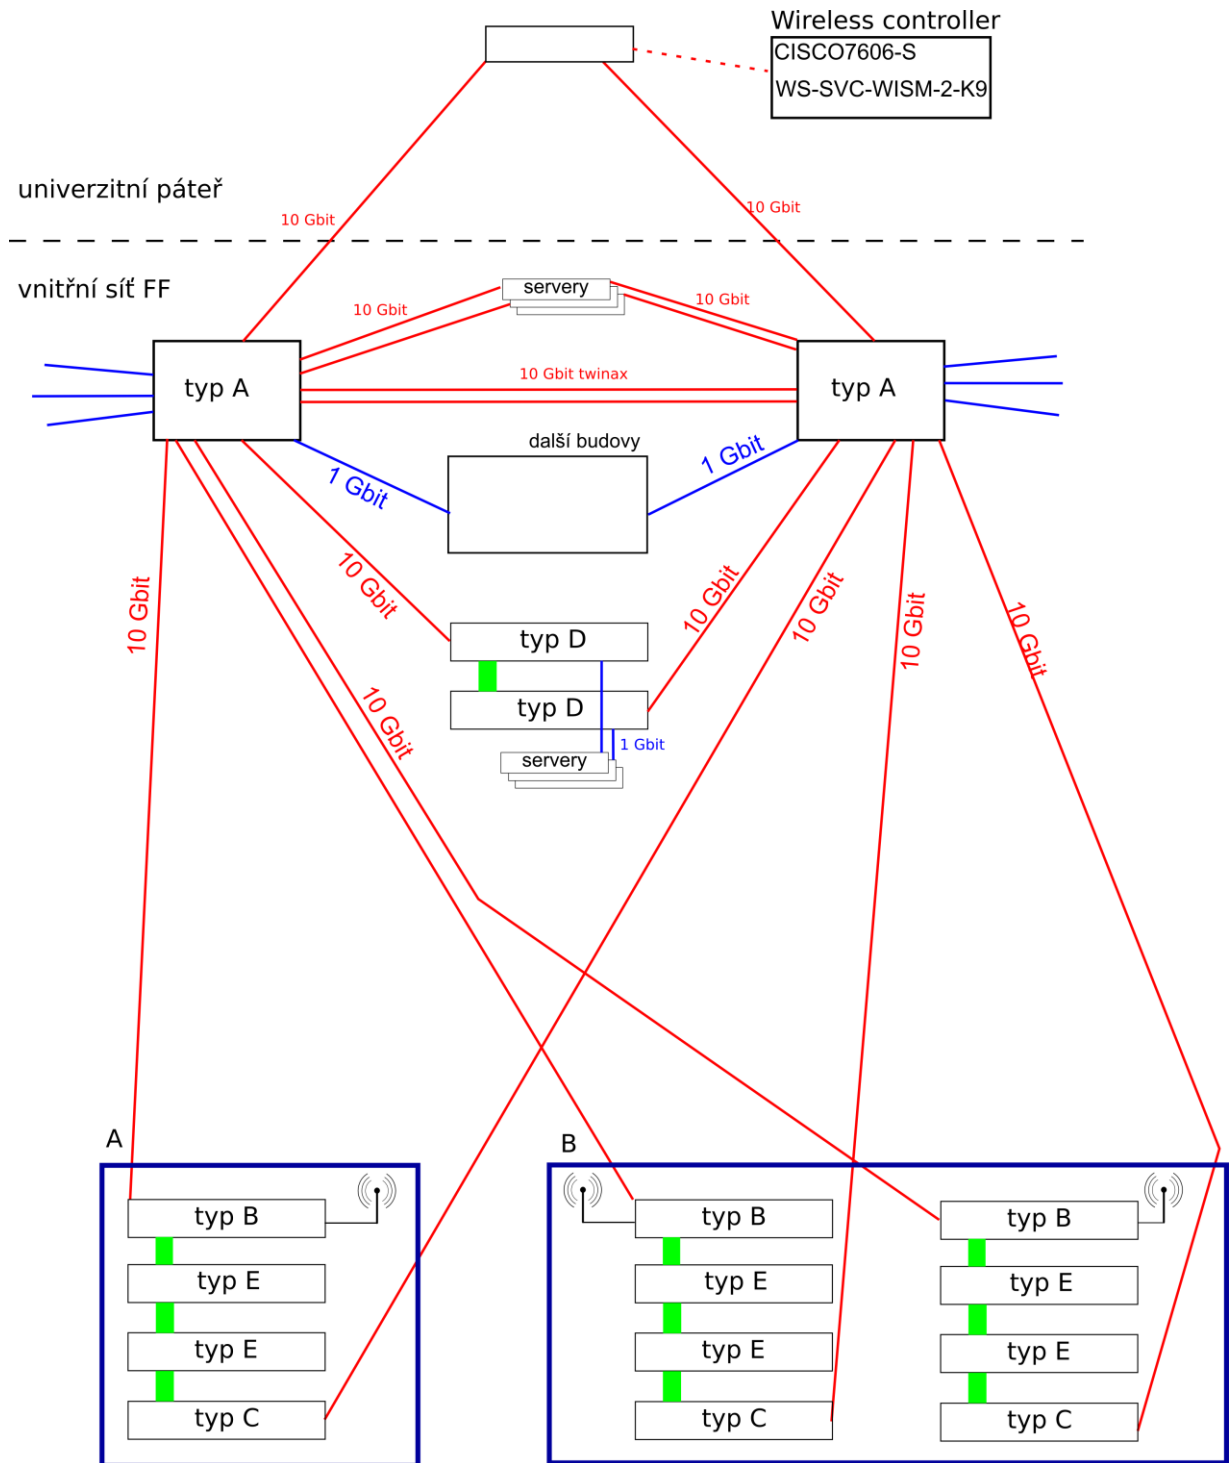 Wireless controller
CISCO7606-S
WS-SVC-WISM-2-K9
univerzitní páteř
10 Gbit
10 Gbit
vnitřní síť FF
servery
10 Gbit
10 Gbit
typ A
10 Gbit twinax
typ A
další budovy
1 Gbit
1 Gbit
10 Gbit
10 Gbit
10 Gbit
10 Gbit
10 Gbit
10 Gbit
typ D
10 Gbit
typ D
1 Gbit
servery
A
B
typ B
typ B
typ B
typ E
typ E
typ E
typ E
typ E
typ E
typ C
typ C
typ C